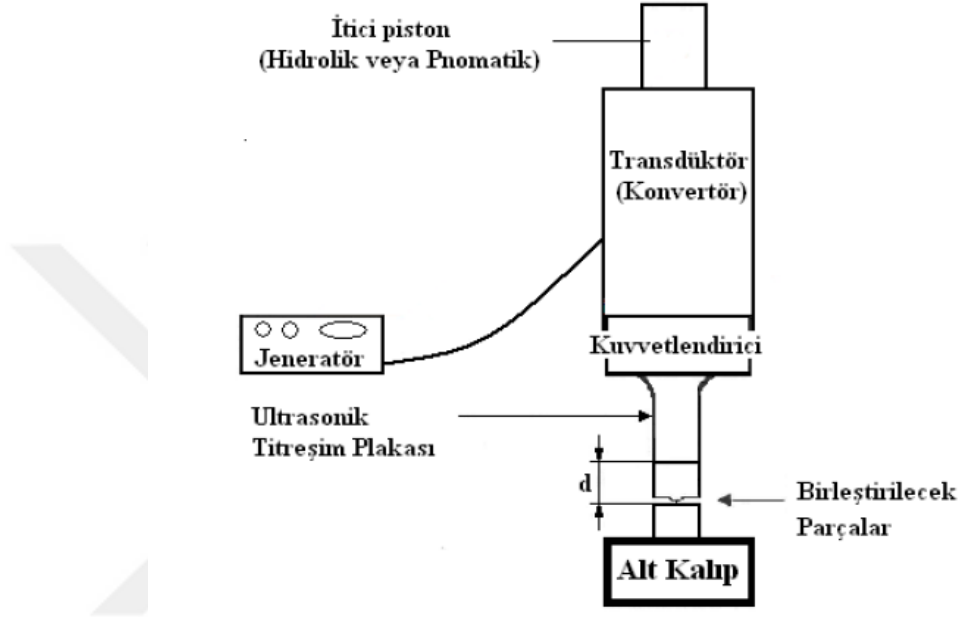 İtici piston
(Hidrolik veya Pnomatik)
Transdüktör
(Konvertör)
Jeneratör
Kuvvetlendirici
Ultrasonik
Titreşim Plakası
d
Birleştirilecek
Parçalar
Alt Kalıp